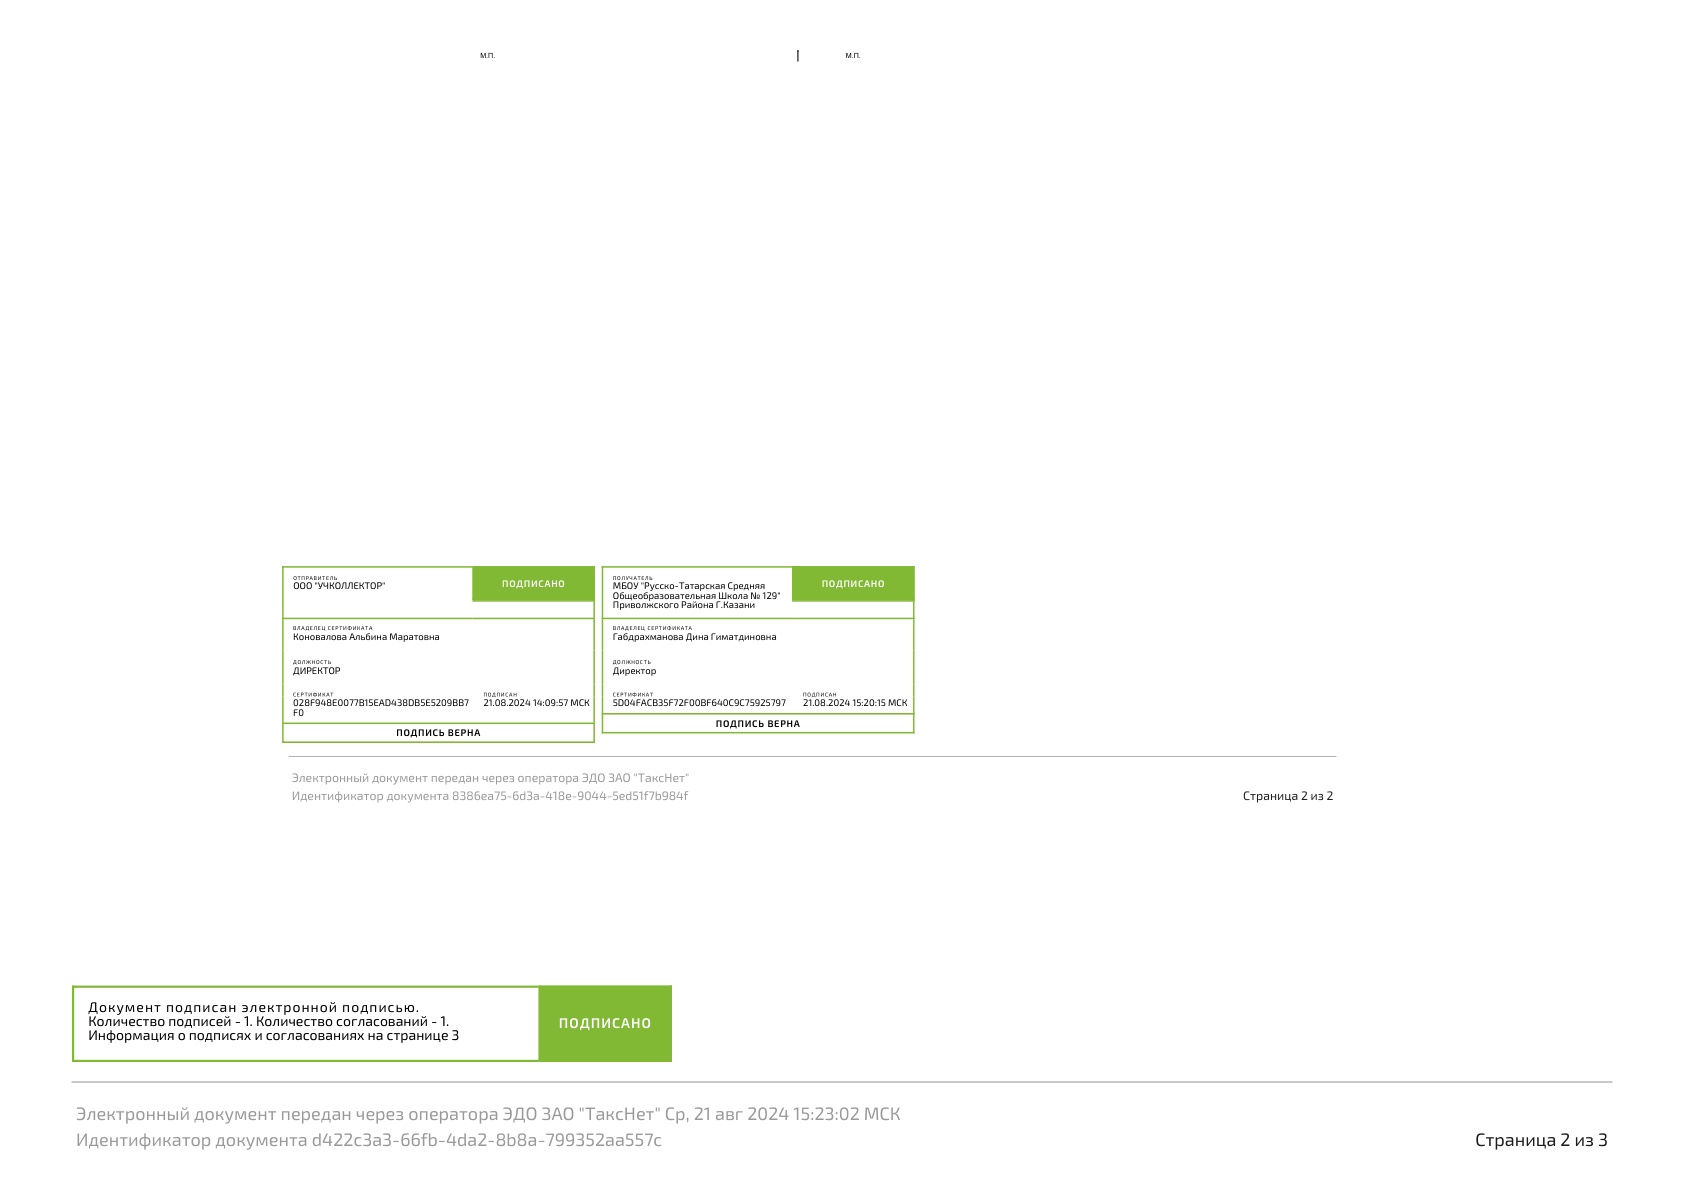 м.п.
м.п.
ОТПРАВИТЕЛЬ
ООО "УЧКОЛЛЕКТОР"
ПОДПИСАНО
ВЛАДЕЛЕЦ СЕРТИФИКАТА
Коновалова Альбина Маратовна
ДОЛЖНОСТЬ
ДИРЕКТОР
СЕРТИФИКАТ
028F948E0077B15EAD438DB5E5209BB7
F0
ПОДПИСАН
21.08.2024 14:09:57 МСК
ПОДПИСЬ ВЕРНА
ПОЛУЧАТЕЛЬ
МБОУ "Русско-Татарская Средняя
Общеобразовательная Школа № 129"
Приволжского Района Г.Казани
ПОДПИСАНО
ВЛАДЕЛЕЦ СЕРТИФИКАТА
Габдрахманова Дина Гиматдиновна
ДОЛЖНОСТЬ
Директор
СЕРТИФИКАТ
5D04FACB35F72F00BF640C9C75925797
ПОДПИСАН
21.08.2024 15:20:15 МСК
ПОДПИСЬ ВЕРНА
Электронный документ передан через оператора ЭДО ЗАО "ТаксНет"
Идентификатор документа 8386ea75-6d3a-418e-9044-5ed51f7b984f
Страница 2 из 2
Документ подписан электронной подписью.
Количество подписей - 1. Количество согласований - 1.
Информация о подписях и согласованиях на странице 3
ПОДПИСАНО
Электронный документ передан через оператора ЭДО ЗАО "ТаксНет" Ср, 21 авг 2024 15:23:02 МСК
Идентификатор документа d422c3a3-66fb-4da2-8b8a-799352aa557c
Страница 2 из 3